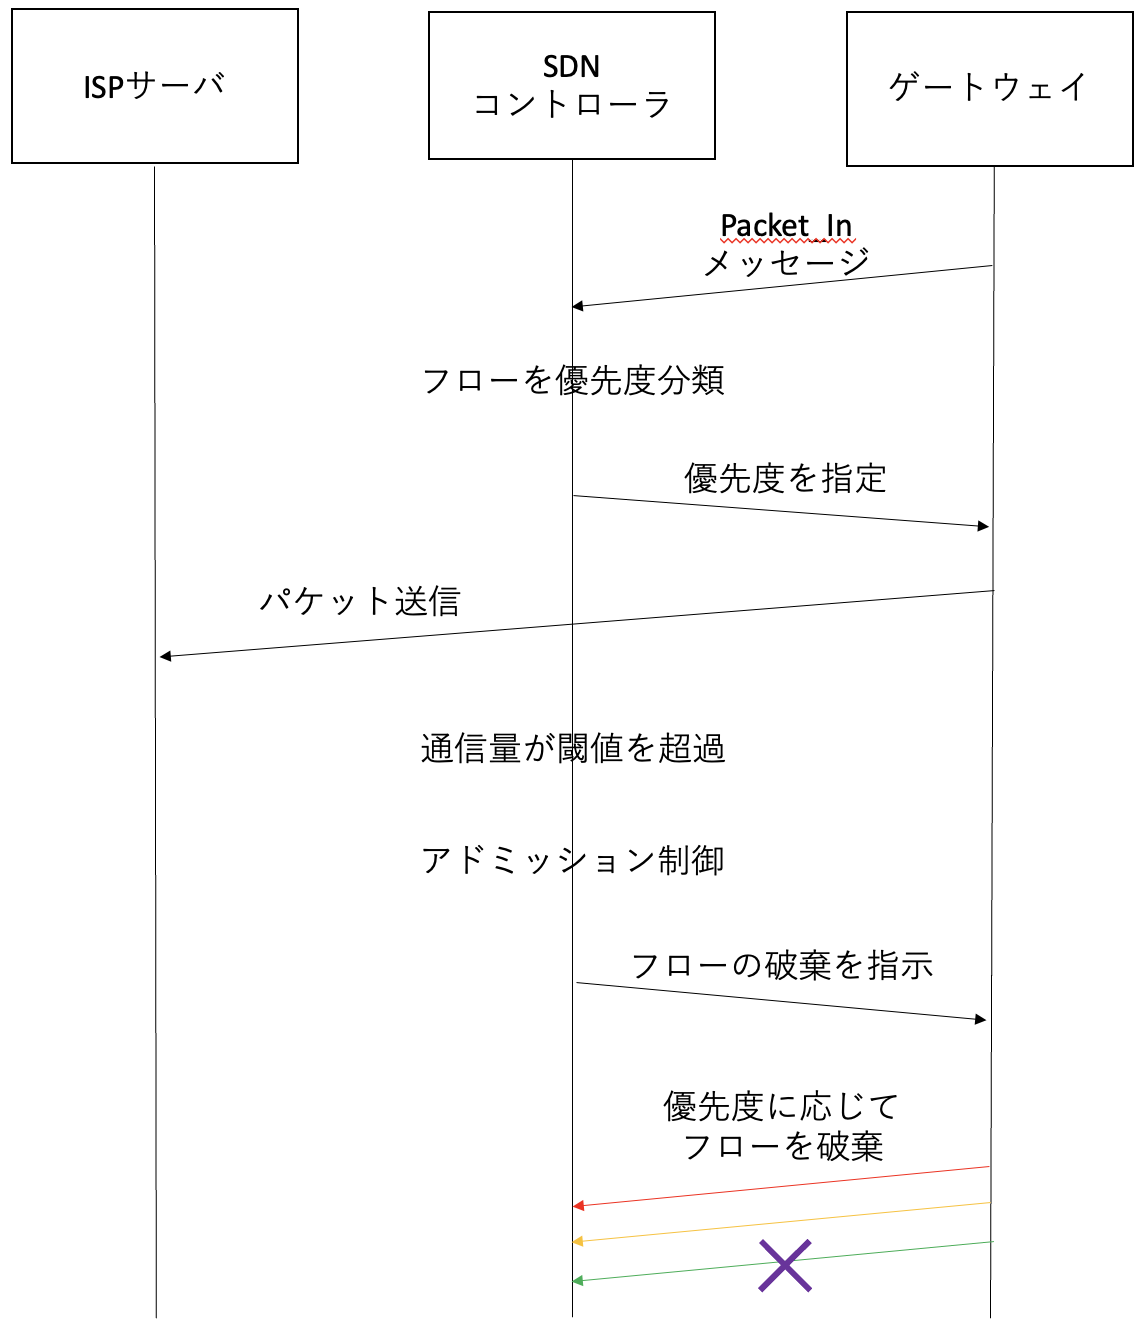 ISPサーバ
SDN
コントローラ
ゲートウェイ
Packet_In
メッセージ
フローを優先度分類
優先度を指定
パケット送信
通信量が閾値を超過
アドミッション制御
フローの破棄を指示
優先度に応じて
フローを破棄